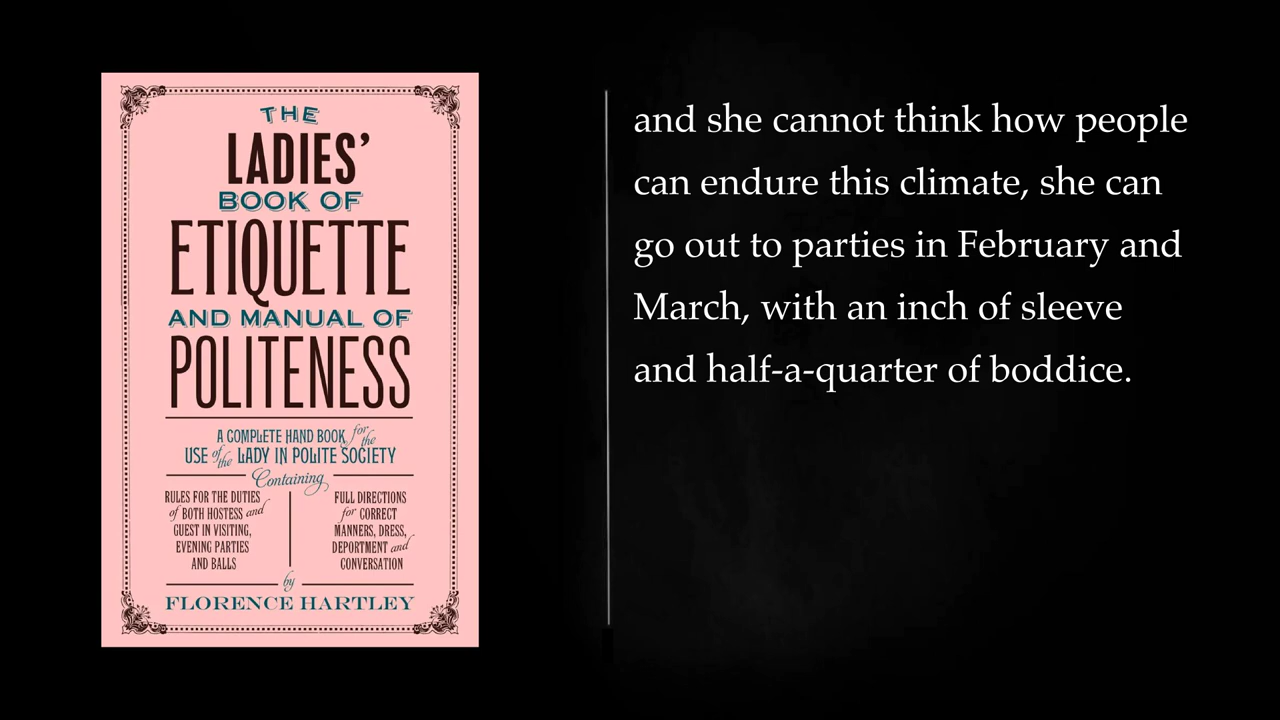 THE
LADIES'
BOOK OF
ETIQUETTE
AND MANUAL OF
POLITENESS
A COMPLETE HAND BOOK for the
USE of the LADY IN POLITE SOCIETY
Containing
RULES FOR THE DUTIES
of BOTH HOSTESS and
GUEST IN VISITING,
EVENING PARTIES
AND BALLS
FULL DIRECTIONS
for CORRECT
MANNERS, DRESS,
DEPORTMENT and
CONVERSATION
by
FLORENCE HARTLEY
and she cannot think how people
can endure this climate, she can
go out to parties in February and
March, with an inch of sleeve
and half-a-quarter of boddice.